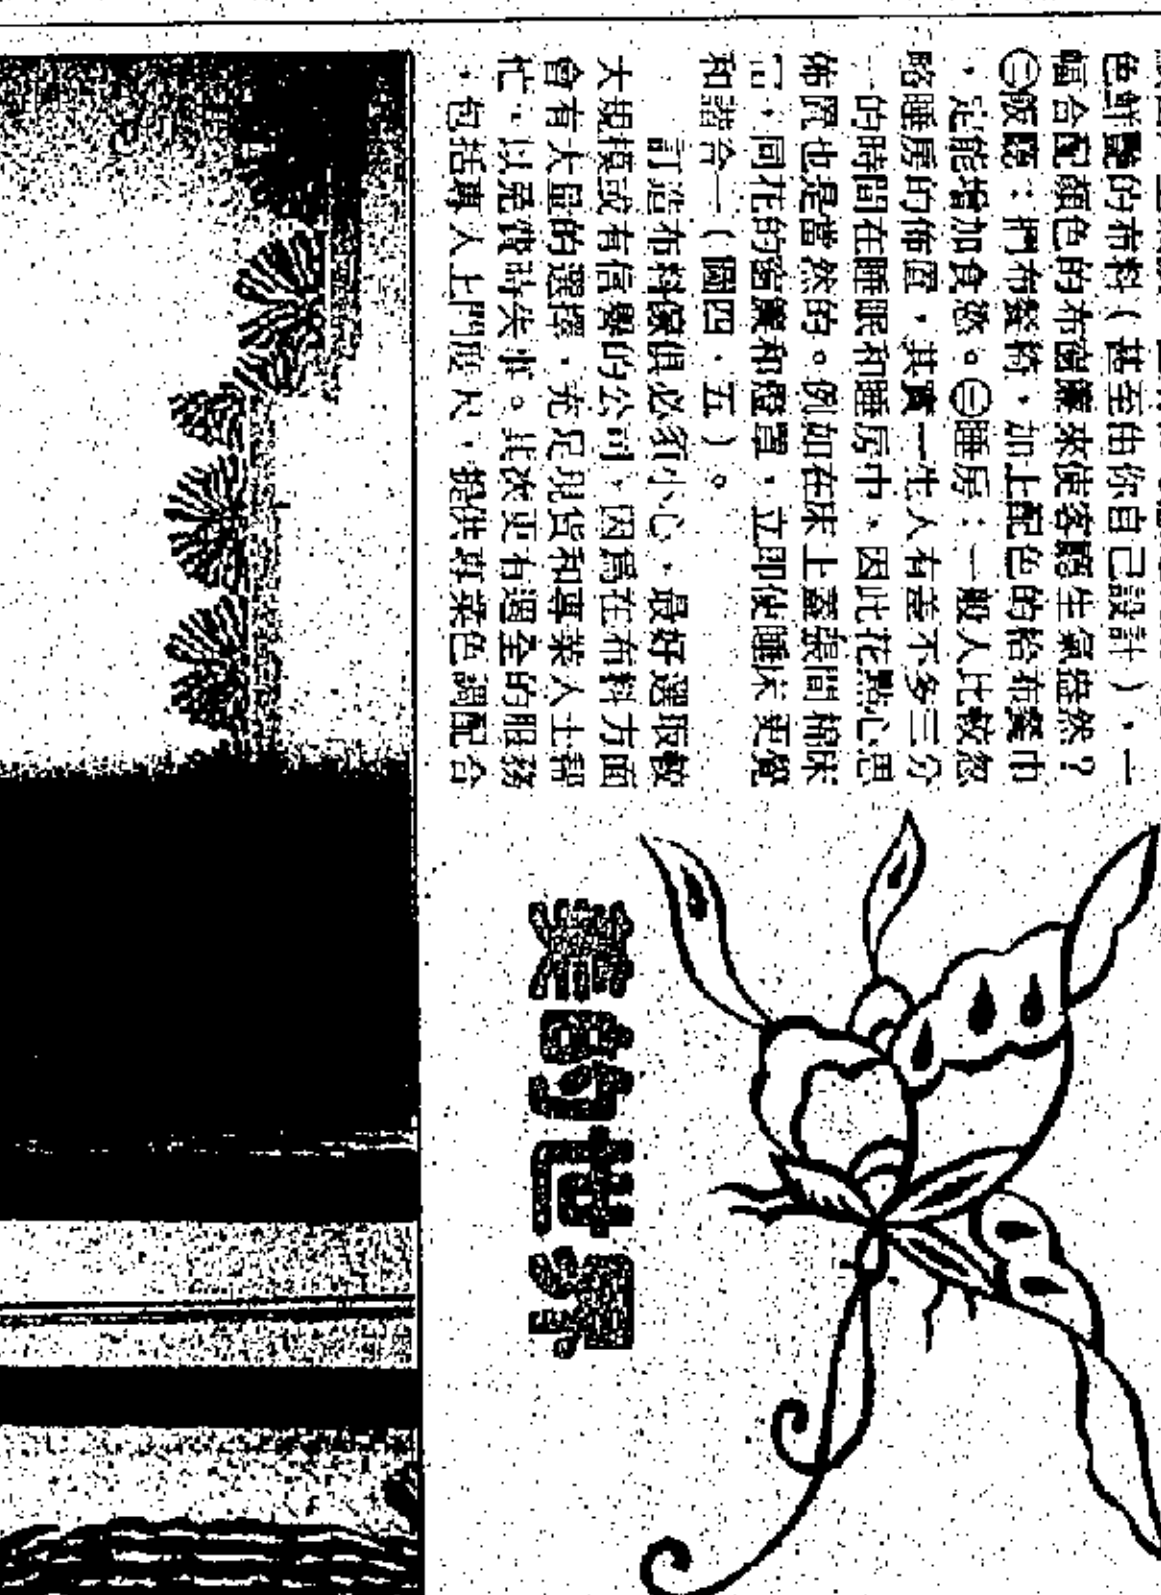 色鮮艷的布料（甚至由你自己設計），一
幅合配顏色的布窗簾來使客廳生氣盎然？
㊁飯廳：椅布餐椅，加上配色的枱布餐巾
，定能增加食慾。㊂睡房：一般人比較忽
略睡房的佈置，其實一生人有差不多三分
一的時間在睡眠和睡房中，因此花點心思
佈置也是當然的。例如在床上蓋張間棉床
冚，同花的窗簾和燈罩，立即使睡床更覺
和諧合一（圖四、五）。
訂造布料傢俱必須小心，最好選取較
大規模或有信譽的公司，因爲在布料方面
會有大量的選擇，充足現貨和專業人士幫
忙，以免費時失事。其次更有週全的服務
，包括專人上門度尺，提供專業色調配合
美的世界